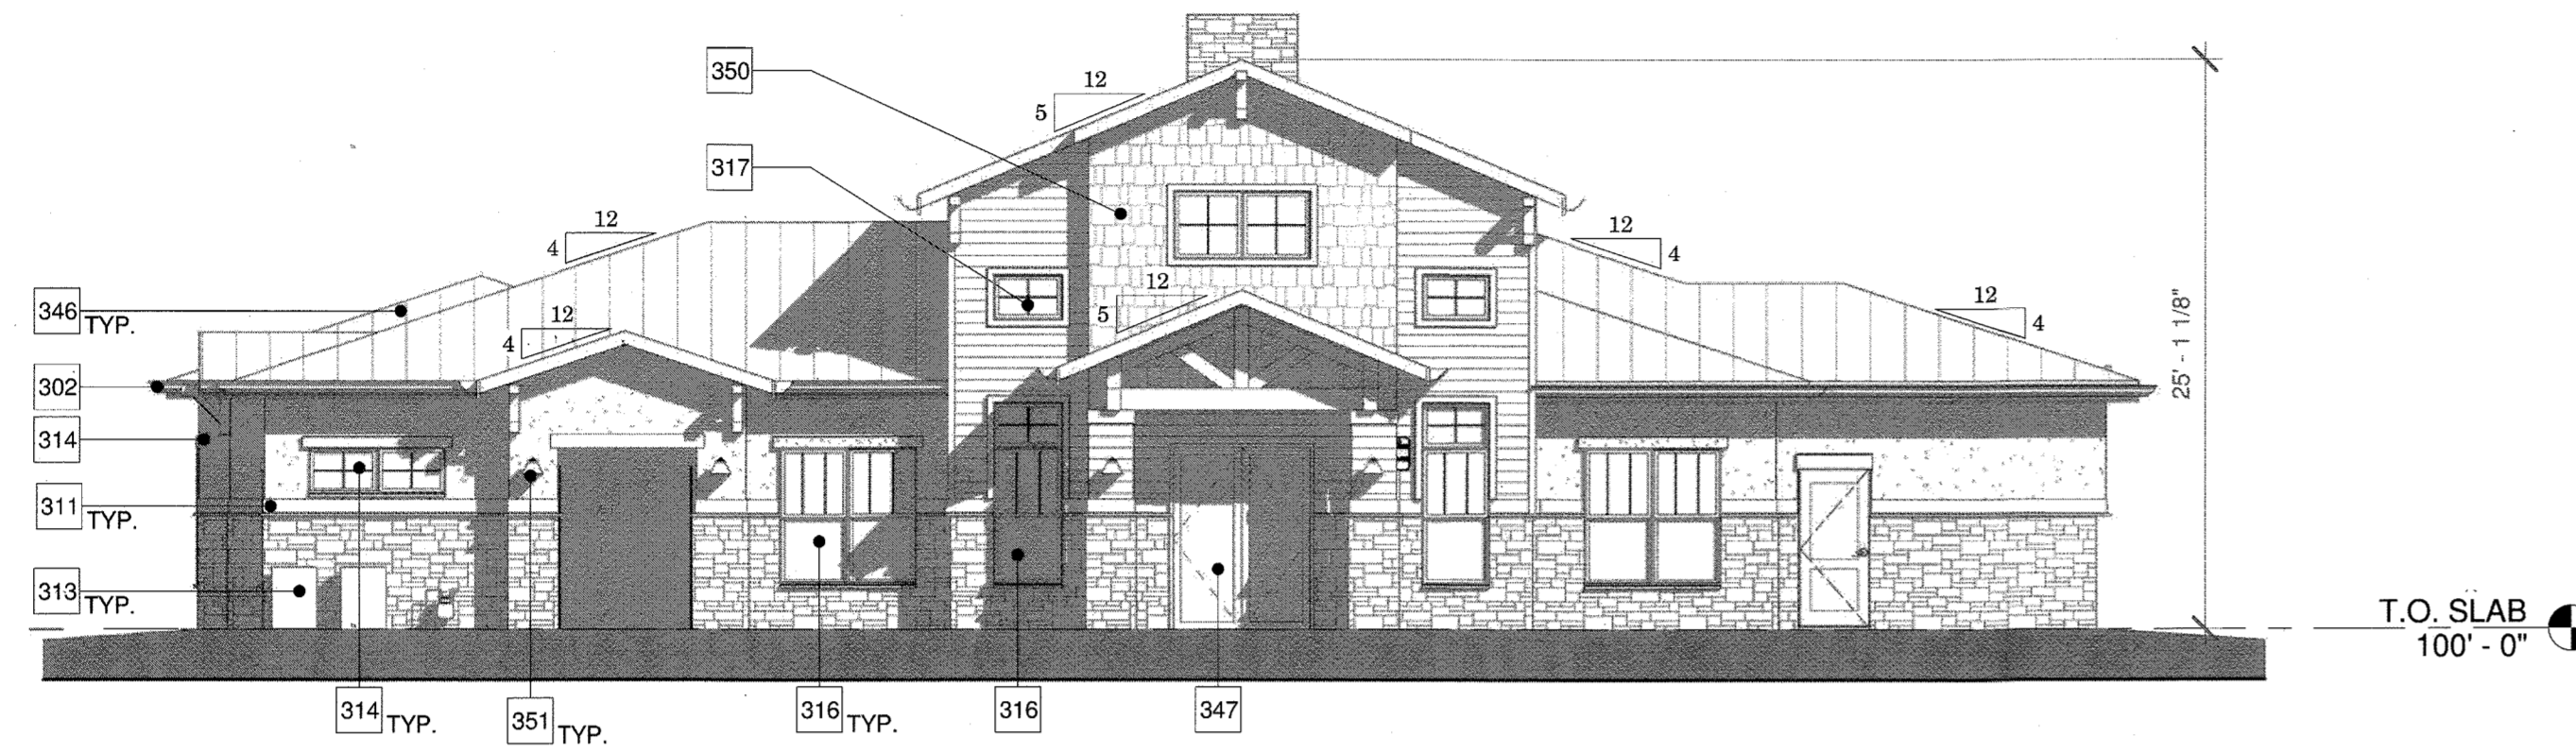 350
12
5
317
12
4
12
4
12
5
12
4
346 TYP.
12
4
302
314
311 TYP.
313 TYP.
25' - 1 1/8"
T.O. SLAB
100' - 0"
314 TYP.
351 TYP.
316 TYP.
316
347